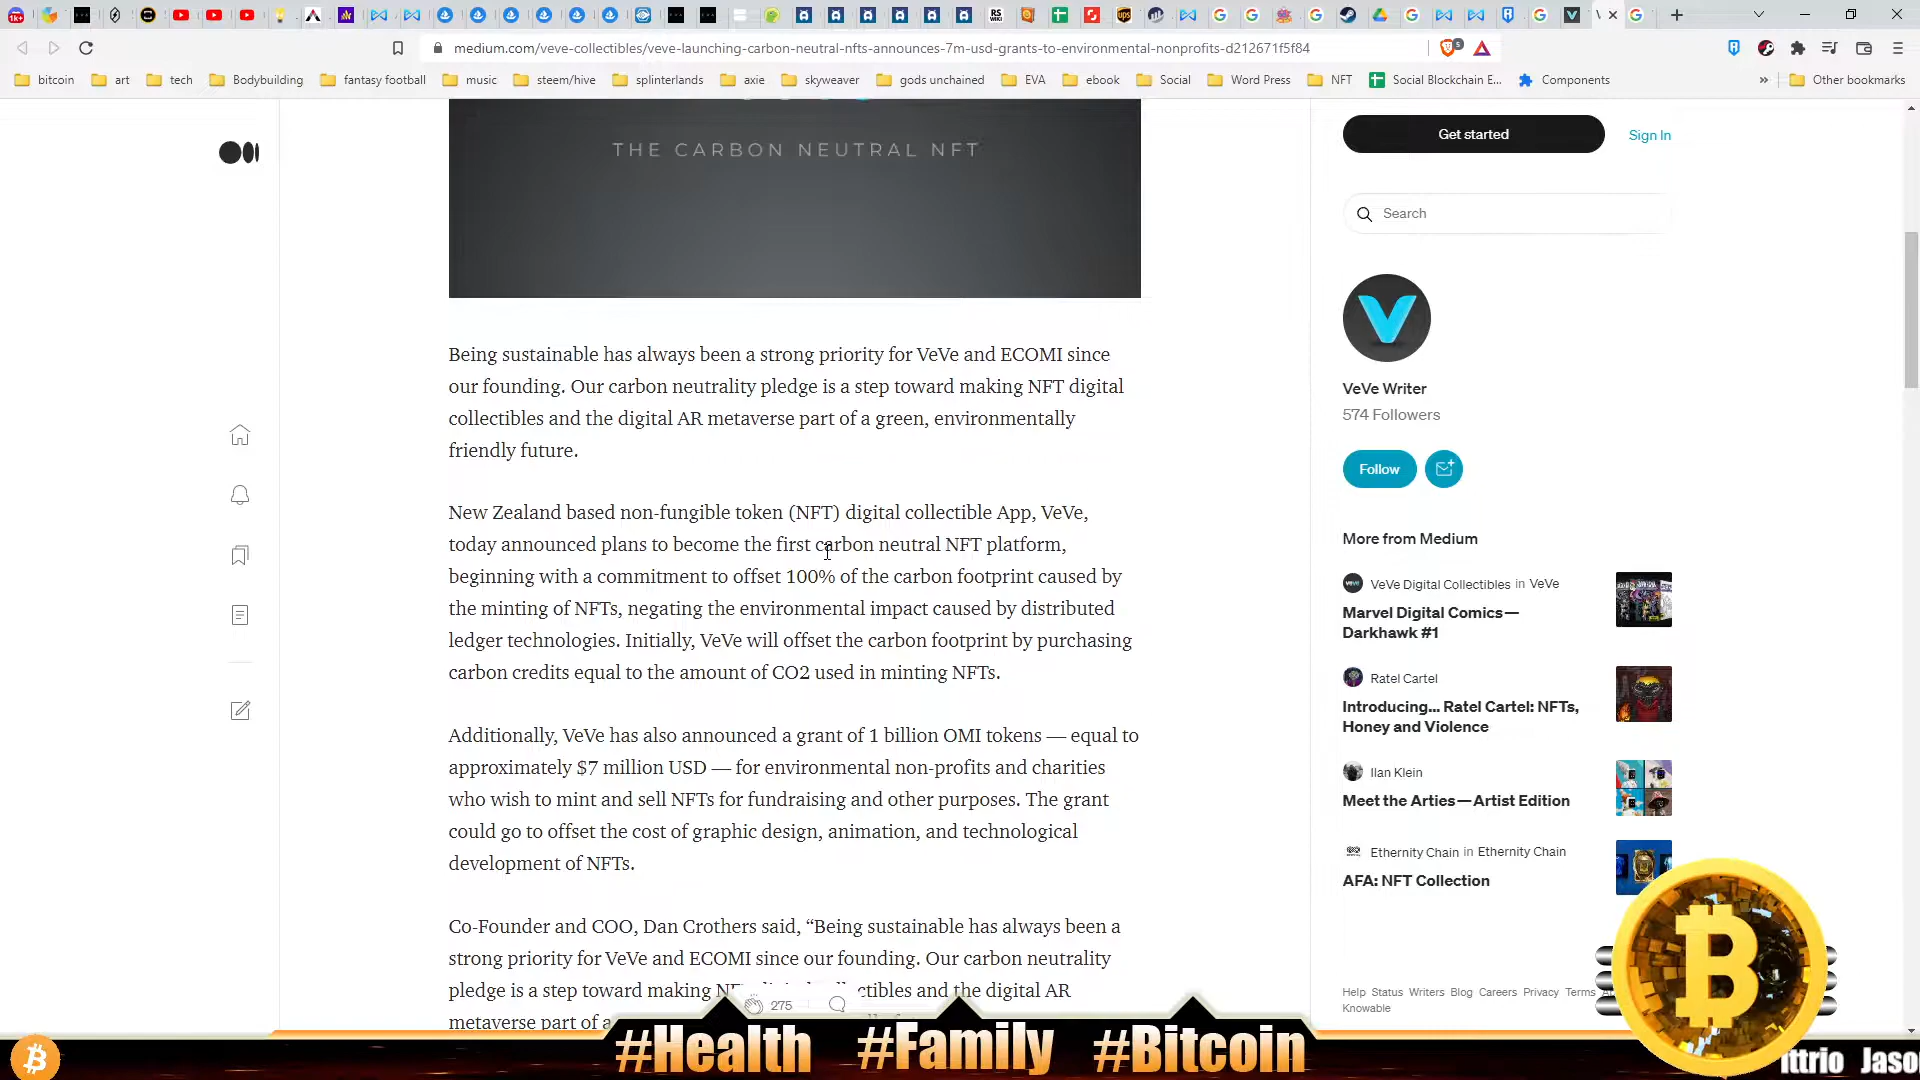 medium.com/veve-collectibles/veve-launching-carbon-neutral-nfts-announces-7m-usd-grants-to-environmental-nonprofits-d212671f5f84
bitcoin art tech Bodybuilding fantasy football music steem/hive splinterlands axie skyweaver gods unchained EVA ebook Social Word Press NFT Social Blockchain E... Components » Other bookmarks
THE CARBON NEUTRAL NFT
Being sustainable has always been a strong priority for VeVe and ECOMI since
our founding. Our carbon neutrality pledge is a step toward making NFT digital
collectibles and the digital AR metaverse part of a green, environmentally
friendly future.
New Zealand based non-fungible token (NFT) digital collectible App, VeVe,
today announced plans to become the first carbon neutral NFT platform,
beginning with a commitment to offset 100% of the carbon footprint caused by
the minting of NFTs, negating the environmental impact caused by distributed
ledger technologies. Initially, VeVe will offset the carbon footprint by purchasing
carbon credits equal to the amount of CO2 used in minting NFTs.
Additionally, VeVe has also announced a grant of 1 billion OMI tokens — equal to
approximately $7 million USD — for environmental non-profits and charities
who wish to mint and sell NFTs for fundraising and other purposes. The grant
could go to offset the cost of graphic design, animation, and technological
development of NFTs.
Co-Founder and COO, Dan Crothers said, “Being sustainable has always been a
strong priority for VeVe and ECOMI since our founding. Our carbon neutrality
pledge is a step toward making and the digital AR
metaverse part of a
275
Get started
Sign In
Search
VeVe Writer
574 Followers
Follow
More from Medium
VeVe Digital Collectibles in VeVe
Marvel Digital Comics—
Darkhawk #1
Ratel Cartel
Introducing... Ratel Cartel: NFTs,
Honey and Violence
Ilan Klein
Meet the Arties—Artist Edition
Ethernity Chain in Ethernity Chain
AFA: NFT Collection
Help Status Writers Blog Careers Privacy Terms
Knowable
#Health #Family #Bitcoin
ittrio Jaso